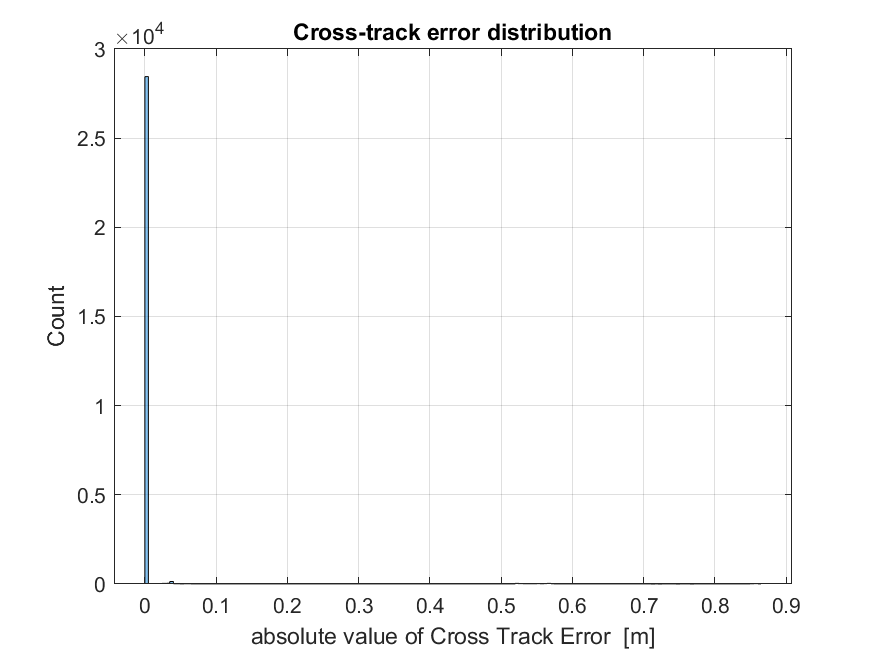 Cross-track error distribution
×10⁴
3
2.5
2
1.5
1
0.5
0
Count
0 0.1 0.2 0.3 0.4 0.5 0.6 0.7 0.8 0.9
absolute value of Cross Track Error [m]